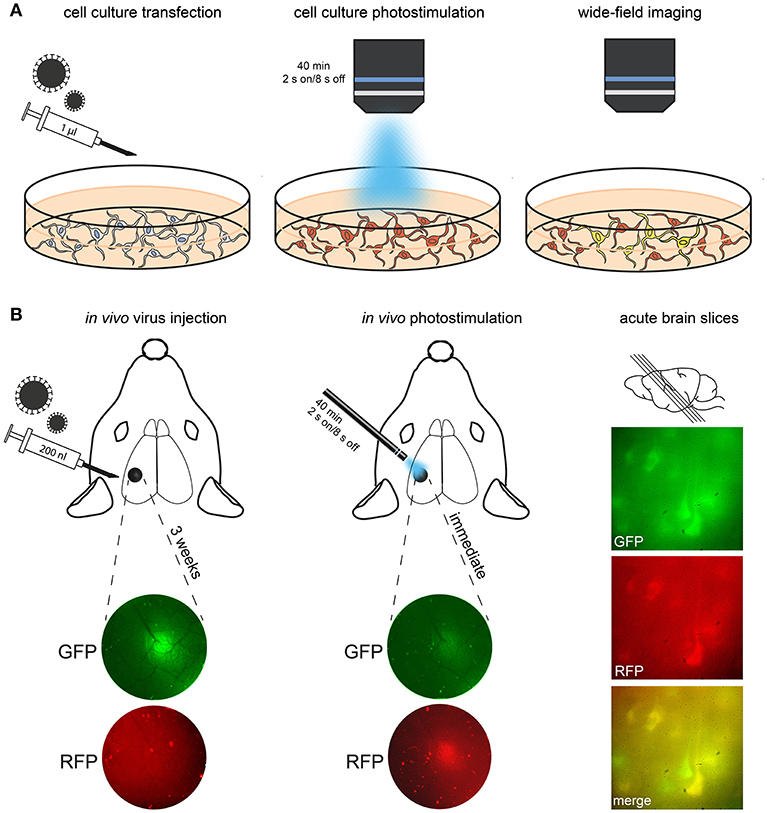 A
cell culture transfection
cell culture photostimulation
wide-field imaging
40 min
2 s on/8 s off
1 µl
B
in vivo virus injection
in vivo photostimulation
acute brain slices
40 min
2 s on/8 s off
200 nl
3 weeks
immediate
GFP
GFP
GFP
RFP
RFP
RFP
merge